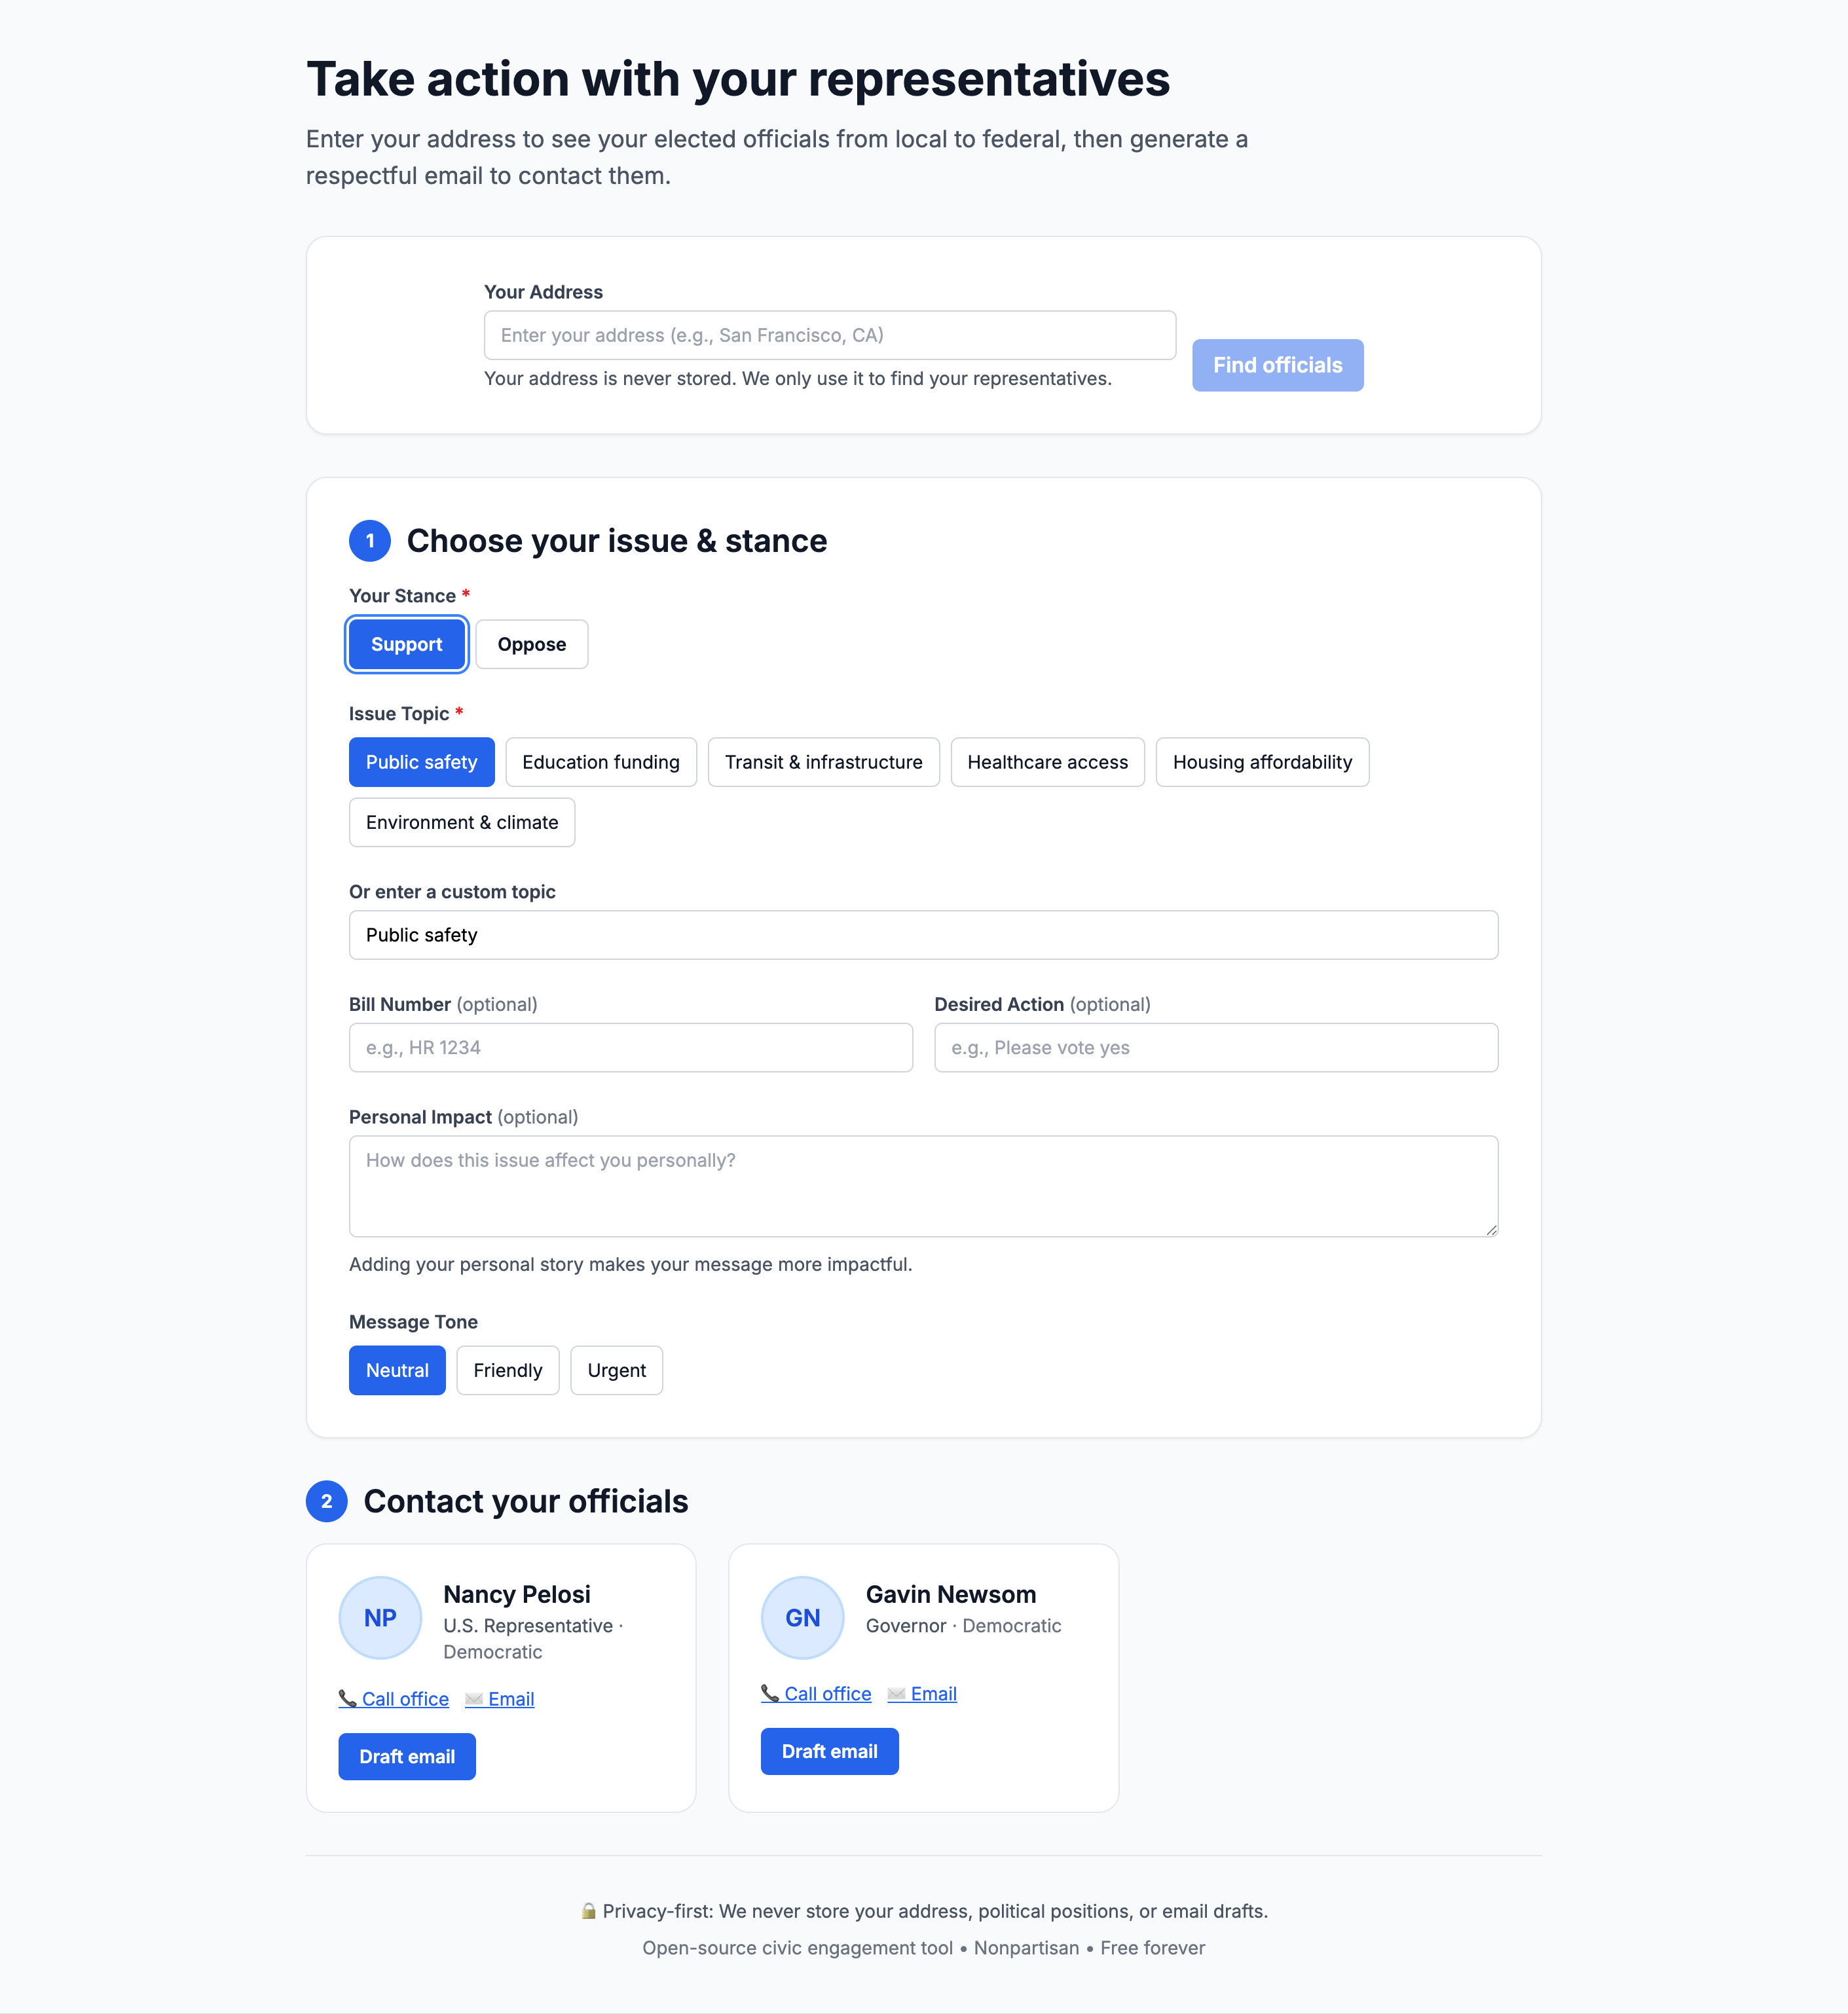 Take action with your representatives
Enter your address to see your elected officials from local to federal, then generate a
respectful email to contact them.
Your Address
Enter your address (e.g., San Francisco, CA)
Find officials
Your address is never stored. We only use it to find your representatives.
1 Choose your issue & stance
Your Stance *
Support Oppose
Issue Topic *
Public safety Education funding Transit & infrastructure Healthcare access Housing affordability
Environment & climate
Or enter a custom topic
Public safety
Bill Number (optional) Desired Action (optional)
e.g., HR 1234 e.g., Please vote yes
Personal Impact (optional)
How does this issue affect you personally?
Adding your personal story makes your message more impactful.
Message Tone
Neutral Friendly Urgent
2 Contact your officials
NP
Nancy Pelosi
U.S. Representative ·
Democratic
📞 Call office ✉️ Email
Draft email
GN
Gavin Newsom
Governor · Democratic
📞 Call office ✉️ Email
Draft email
🔒 Privacy-first: We never store your address, political positions, or email drafts.
Open-source civic engagement tool • Nonpartisan • Free forever